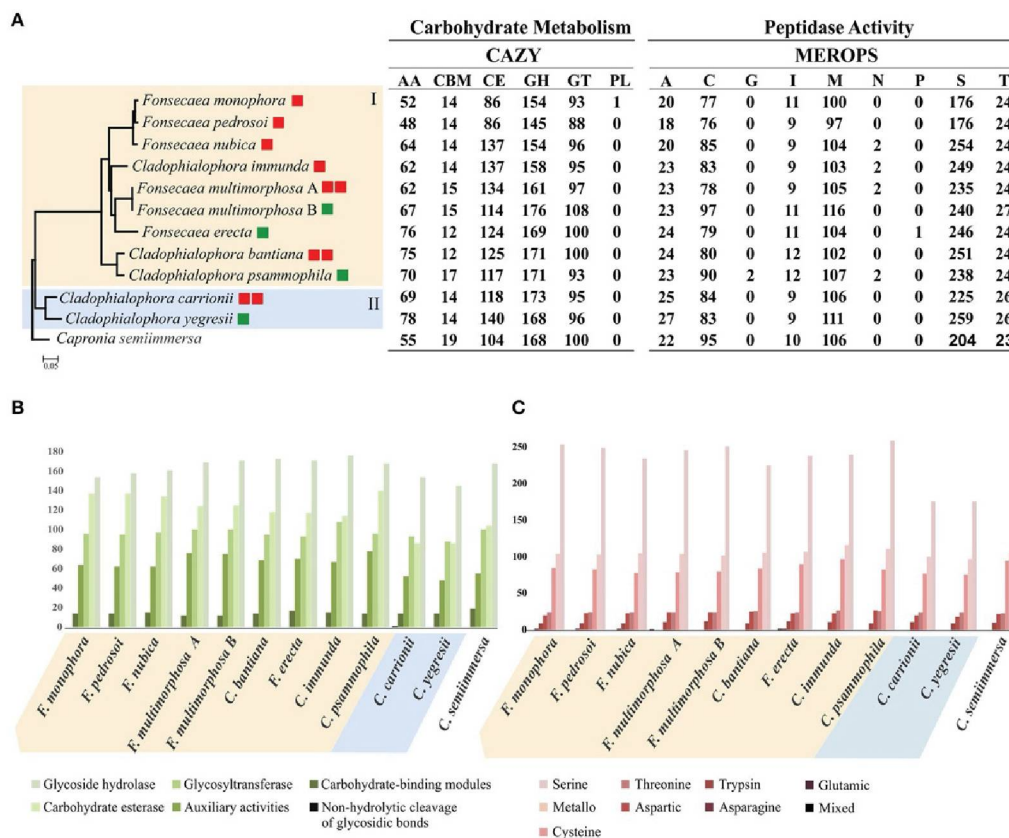 A
Carbohydrate Metabolism Peptidase Activity
CAZY MEROPS
AA CBM CE GH GT PL A C G I M N P S T
Fonsecaea monophora I 52 14 86 154 93 1 20 77 0 11 100 0 0 176 24
Fonsecaea pedrosoi 48 14 86 145 88 0 18 76 0 9 97 0 0 176 24
Fonsecaea nubica 64 14 137 154 96 0 20 85 0 9 104 2 0 254 24
Cladophialophora immunda 62 14 137 158 95 0 23 83 0 9 103 2 0 249 24
Fonsecaea multimorphosa A 62 15 134 161 97 0 23 78 0 9 105 2 0 235 24
Fonsecaea multimorphosa B 67 15 114 176 108 0 23 97 0 11 116 0 0 240 27
Fonsecaea erecta 76 12 124 169 100 0 24 79 0 11 104 0 1 246 24
Cladophialophora bantiana 75 12 125 171 100 0 24 80 0 12 102 0 0 251 24
Cladophialophora psammophila 70 17 117 171 93 0 23 90 2 12 107 2 0 238 24
Cladophialophora carrionii II 69 14 118 173 95 0 25 84 0 9 106 0 0 225 26
Cladophialophora yegresii 78 14 140 168 96 0 27 83 0 9 111 0 0 259 26
Capronia semiimmersa 55 19 104 168 100 0 22 95 0 10 106 0 0 204 23
0.05
B
180
160
140
120
100
80
60
40
20
0
F. monophora
F. pedrosoi
F. nubica
F. multimorphosa A
F. multimorphosa B
C. bantiana
F. erecta
C. immunda
C. psammophila
C. carrionii
C. yegresii
C. semiimmersa
Glycoside hydrolase Glycosyltransferase Carbohydrate-binding modules
Carbohydrate esterase Auxiliary activities Non-hydrolytic cleavage
of glycosidic bonds
C
250
200
150
100
50
0
F. monophora
F. pedrosoi
F. nubica
F. multimorphosa A
F. multimorphosa B
C. bantiana
F. erecta
C. immunda
C. psammophila
C. carrionii
C. yegresii
C. semiimmersa
Serine Threonine Trypsin Glutamic
Metallo Aspartic Asparagine Mixed
Cysteine